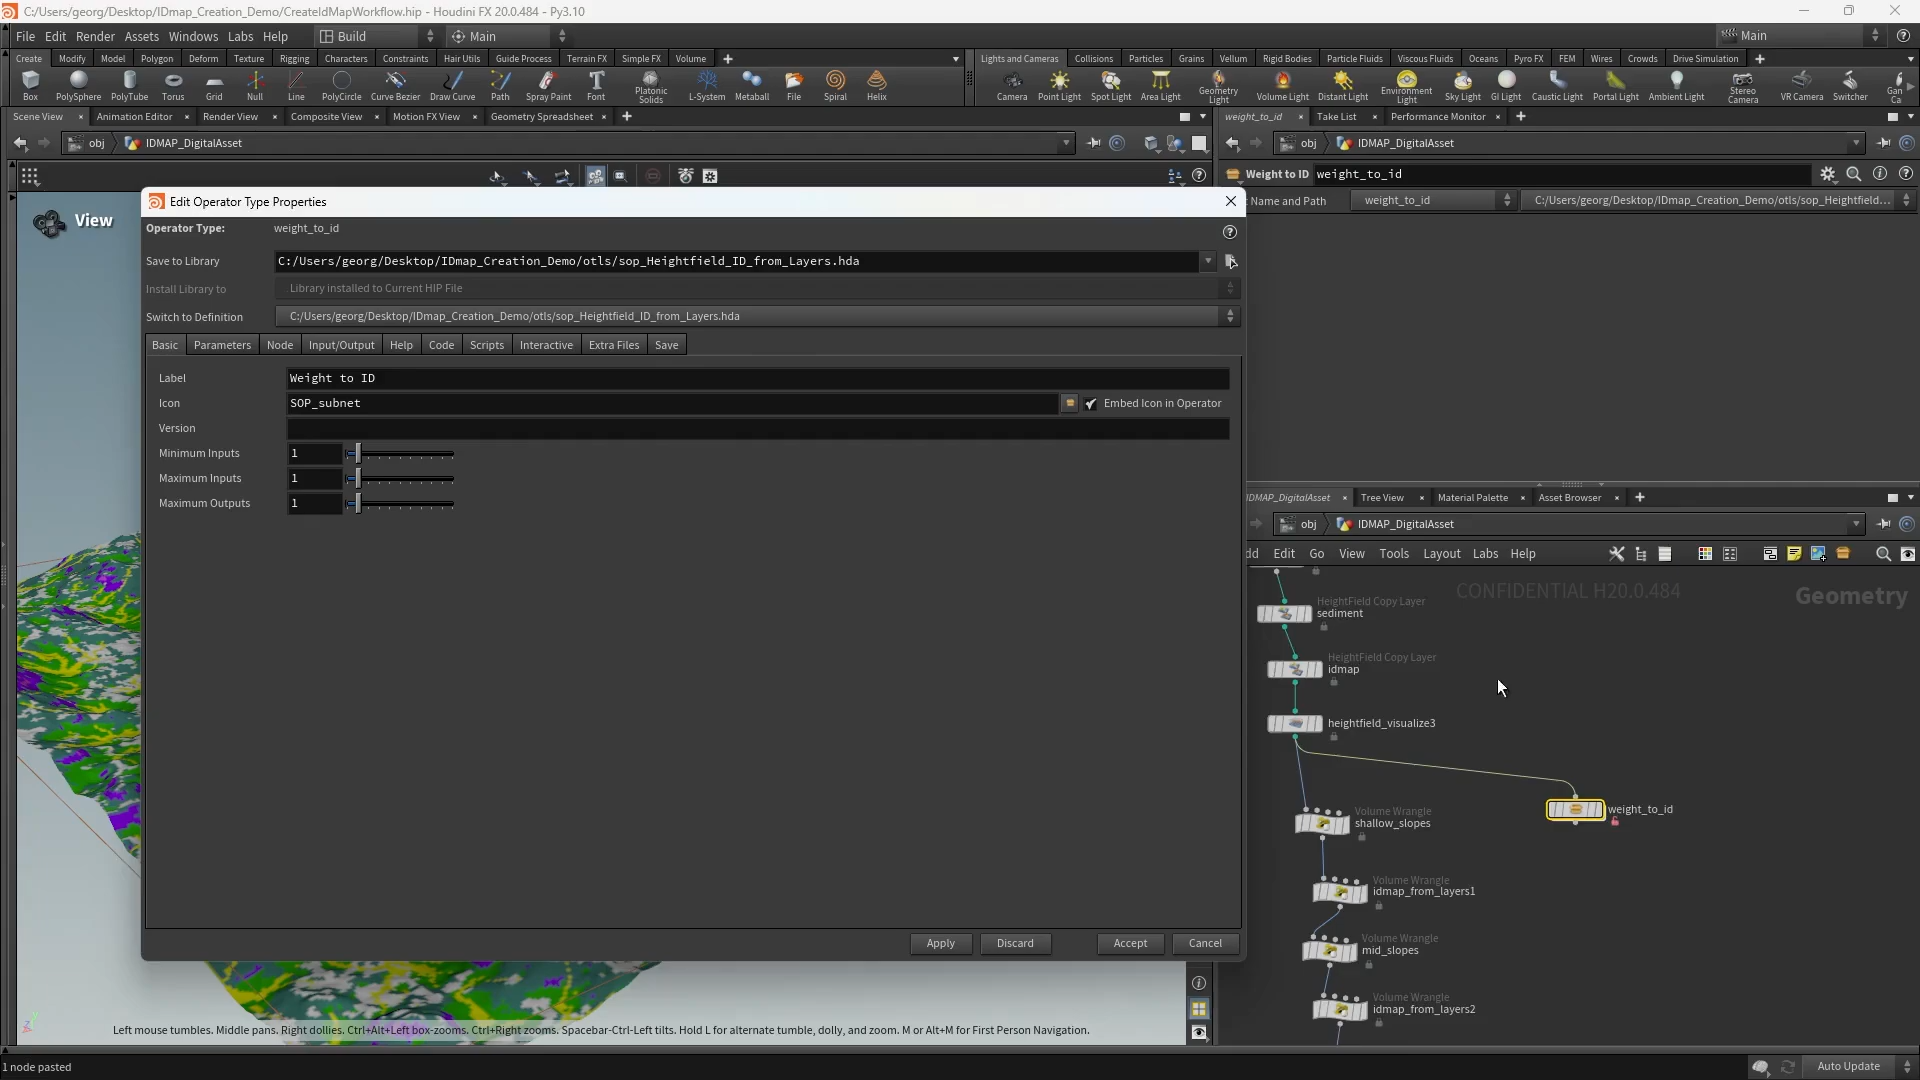 C:/Users/georg/Desktop/IDmap_Creation_Demo/CreateIdMapWorkflow.hip - Houdini FX 20.0.484 - Py3.10
File Edit Render Assets Windows Labs Help Build Main Main
Create Modify Model Polygon Deform Texture Rigging Characters Constraints Hair Utils Guide Process Terrain FX Simple FX Volume
Lights and Cameras Collisions Particles Grains Vellum Rigid Bodies Particle Fluids Viscous Fluids Oceans Pyro FX FEM Wires Crowds Drive Simulation
Box PolySphere PolyTube Torus Grid Null Line PolyCircle Curve Bezier Draw Curve Path Spray Paint Font Platonic Solids L-System Metaball File Spiral Helix
Camera Point Light Spot Light Area Light Geometry Light Volume Light Distant Light Environment Light Sky Light GI Light Caustic Light Portal Light Ambient Light Stereo Camera VR Camera Switcher Gan Ca
Scene View Animation Editor Render View Composite View Motion FX View Geometry Spreadsheet
weight_to_id Take List Performance Monitor
obj IDMAP_DigitalAsset
obj IDMAP_DigitalAsset
Weight to ID weight_to_id
Name and Path weight_to_id C:/Users/georg/Desktop/IDmap_Creation_Demo/otls/sop_Heightfield...
View
Edit Operator Type Properties
Operator Type: weight_to_id
Save to Library C:/Users/georg/Desktop/IDmap_Creation_Demo/otls/sop_Heightfield_ID_from_Layers.hda
Install Library to Library installed to Current HIP File
Switch to Definition C:/Users/georg/Desktop/IDmap_Creation_Demo/otls/sop_Heightfield_ID_from_Layers.hda
Basic Parameters Node Input/Output Help Code Scripts Interactive Extra Files Save
Label Weight to ID
Icon SOP_subnet Embed Icon in Operator
Version
Minimum Inputs 1
Maximum Inputs 1
Maximum Outputs 1
Apply Discard Accept Cancel
IDMAP_DigitalAsset Tree View Material Palette Asset Browser
obj IDMAP_DigitalAsset
dd Edit Go View Tools Layout Labs Help
CONFIDENTIAL H20.0.484 Geometry
HeightField Copy Layer
sediment
HeightField Copy Layer
idmap
heightfield_visualize3
weight_to_id
Volume Wrangle
shallow_slopes
Volume Wrangle
idmap_from_layers1
Volume Wrangle
mid_slopes
Volume Wrangle
idmap_from_layers2
Left mouse tumbles. Middle pans. Right dollies. Ctrl+Alt+Left box-zooms. Ctrl+Right zooms. Spacebar-Ctrl-Left tilts. Hold L for alternate tumble, dolly, and zoom. M or Alt+M for First Person Navigation.
1 node pasted
Auto Update